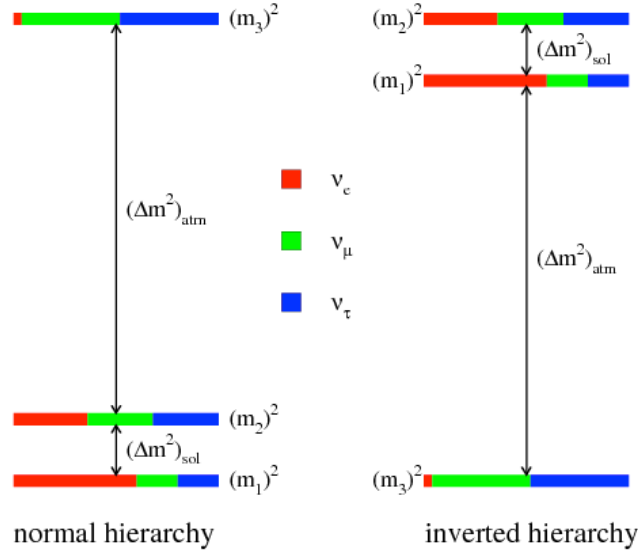 (m₃)²
(m₂)²
(Δm²)sol
(m₁)²
(Δm²)atm
νe
νμ
ντ
(Δm²)atm
(m₂)²
(Δm²)sol
(m₁)²
(m₃)²
normal hierarchy
inverted hierarchy